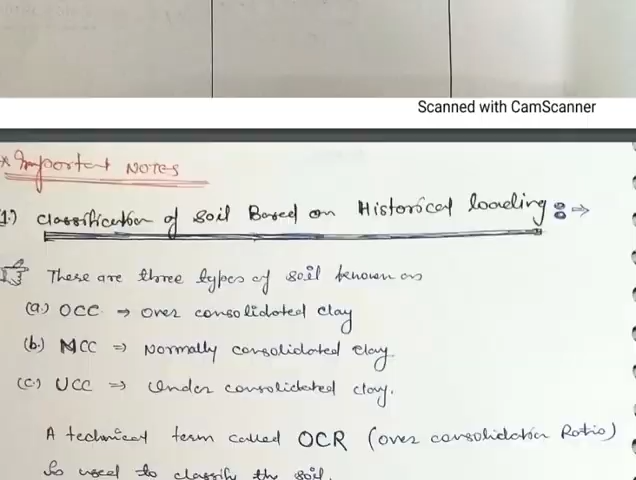 Scanned with CamScanner
* Important NOTES
1.) Classification of soil Based on Historical loading :- ⇒
These are three types of soil known as
(a.) OCC → Over consolidated clay
(b.) NCC ⇒ Normally consolidated clay
(c.) UCC ⇒ Under consolidated clay.
A technical term called OCR (over consolidation Ratio)
is used to classify the soil.